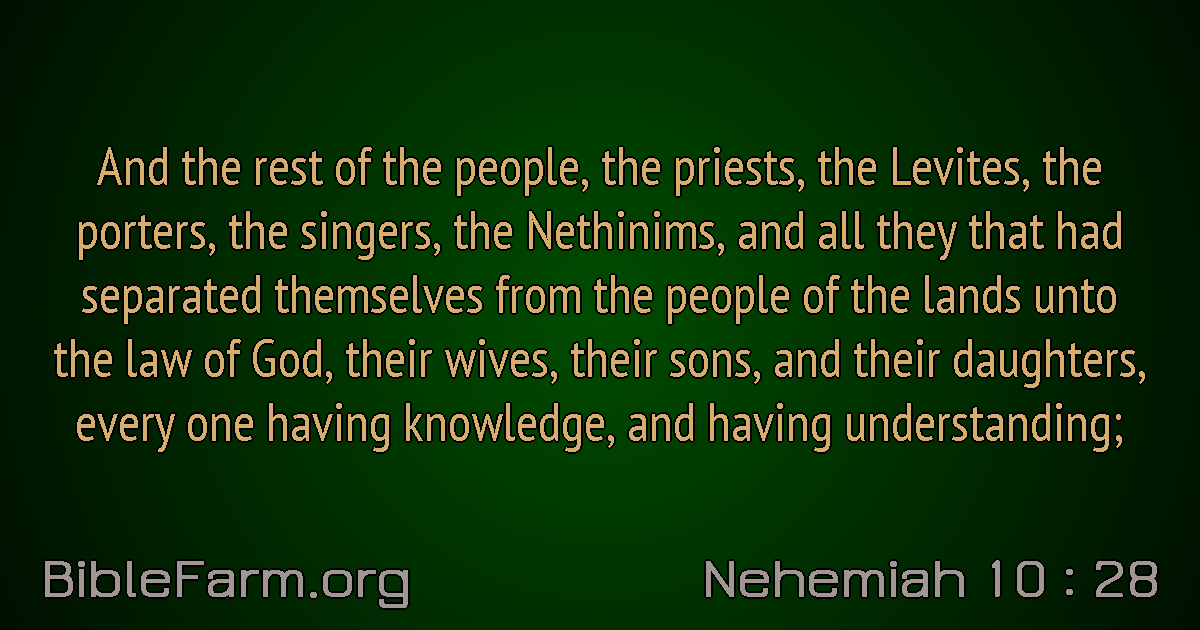 And the rest of the people, the priests, the Levites, the
porters, the singers, the Nethinims, and all they that had
separated themselves from the people of the lands unto
the law of God, their wives, their sons, and their daughters,
every one having knowledge, and having understanding;
BibleFarm.org
Nehemiah 10 : 28